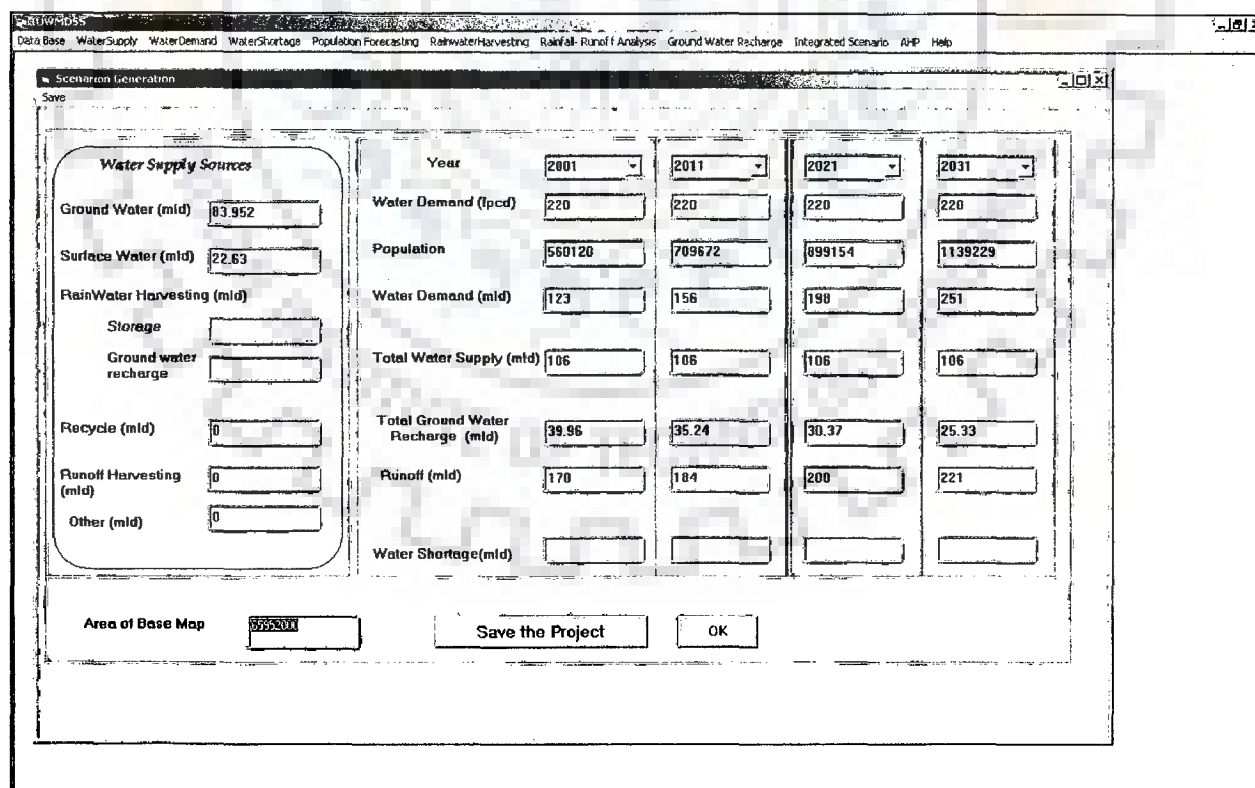 Data Base WaterSupply WaterDemand WaterShortage Population Forecasting RainwaterHarvesting Rainfall- Runoff Analysis Ground Water Recharge Integrated Scenario AHP Help
Scenarion Generation
Save
Water Supply Sources
Ground Water (mld) 83.952
Surface Water (mld) 22.63
RainWater Harvesting (mld)
Storage
Ground water
recharge
Recycle (mld) 0
Runoff Harvesting
(mld) 0
Other (mld) 0
Year 2001 2011 2021 2031
Water Demand (lpcd) 220 220 220 220
Population 560120 709672 899154 1139229
Water Demand (mld) 123 156 198 251
Total Water Supply (mld) 106 106 106 106
Total Ground Water
Recharge (mld) 39.96 35.24 30.37 25.33
Runoff (mld) 170 184 200 221
Water Shortage(mld)
Area of Base Map
Save the Project OK